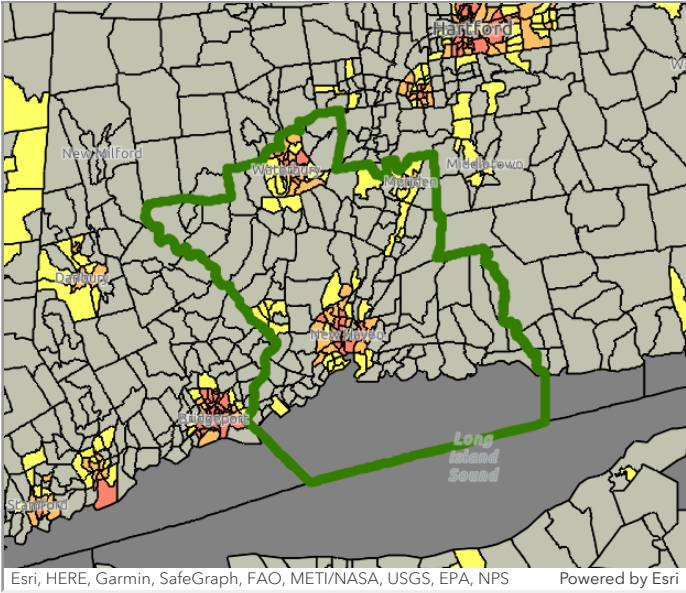 Hartford
New Milford
Waterbury
Middletown
Meriden
Danbury
New Haven
Bridgeport
Long
Island
Sound
Stamford
Esri, HERE, Garmin, SafeGraph, FAO, METI/NASA, USGS, EPA, NPS
Powered by Esri